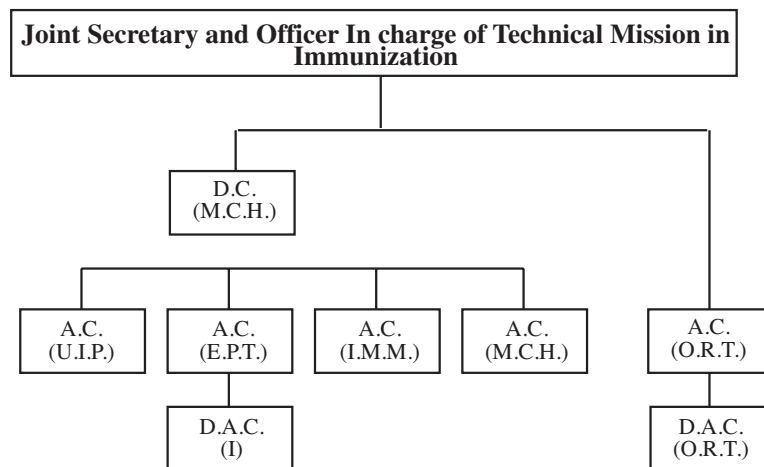 Joint Secretary and Officer In charge of Technical Mission in
Immunization
D.C.
(M.C.H.)
A.C.
(U.I.P.)
A.C.
(E.P.T.)
A.C.
(I.M.M.)
A.C.
(M.C.H.)
A.C.
(O.R.T.)
D.A.C.
(I)
D.A.C.
(O.R.T.)